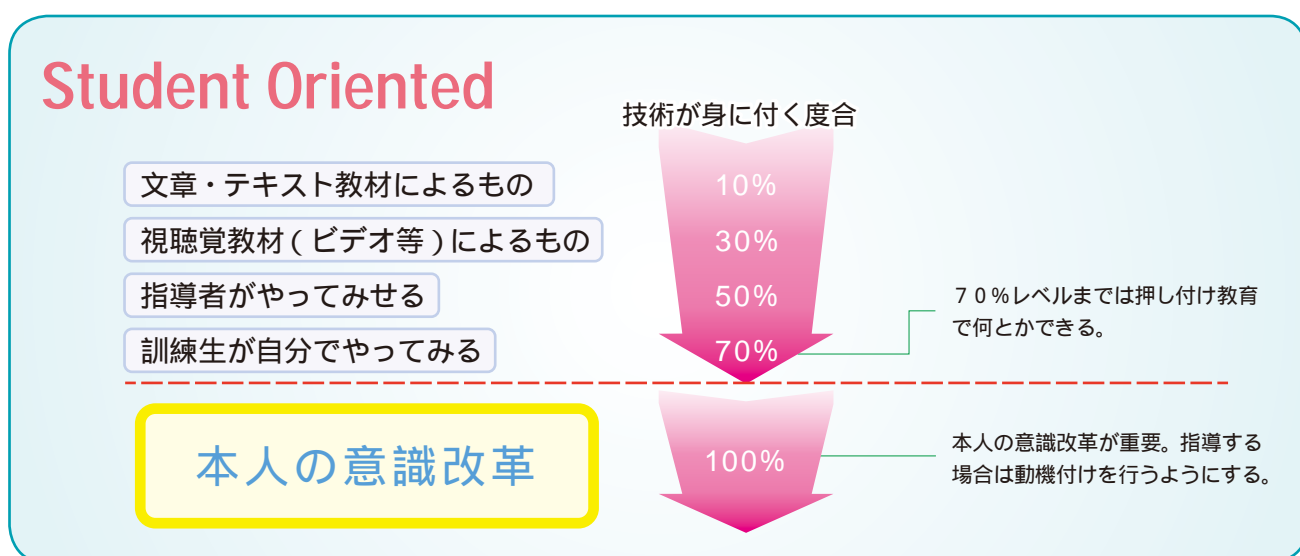 Student Oriented
技術が身に付く度合
文章・テキスト教材によるもの
10%
視聴覚教材(ビデオ等)によるもの
30%
指導者がやってみせる
50%
訓練生が自分でやってみる
70%
７０%レベルまでは押し付け教育
で何とかできる。
本人の意識改革
100%
本人の意識改革が重要。指導する
場合は動機付けを行うようにする。